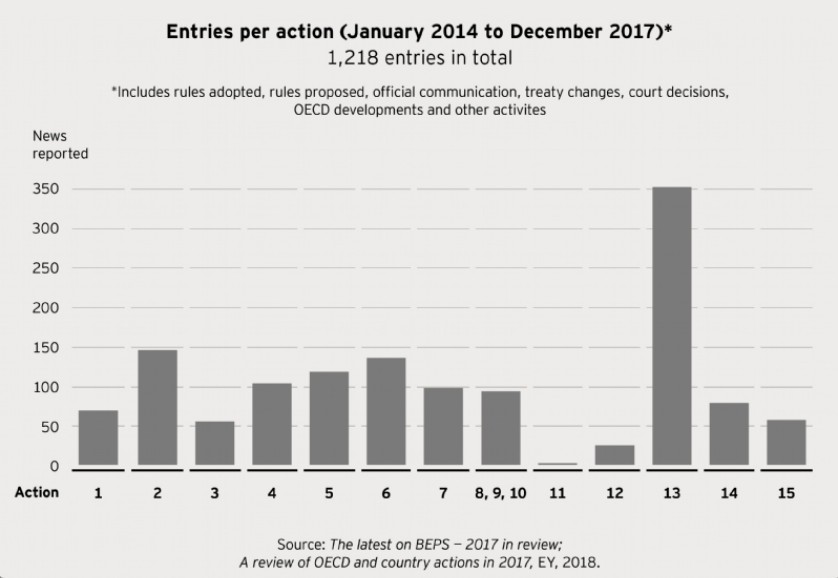 Entries per action (January 2014 to December 2017)*
1,218 entries in total
*Includes rules adopted, rules proposed, official communication, treaty changes, court decisions,
OECD developments and other activites
News
reported
350
300
250
200
150
100
50
0
Action 1 2 3 4 5 6 7 8, 9, 10 11 12 13 14 15
Source: The latest on BEPS – 2017 in review;
A review of OECD and country actions in 2017, EY, 2018.